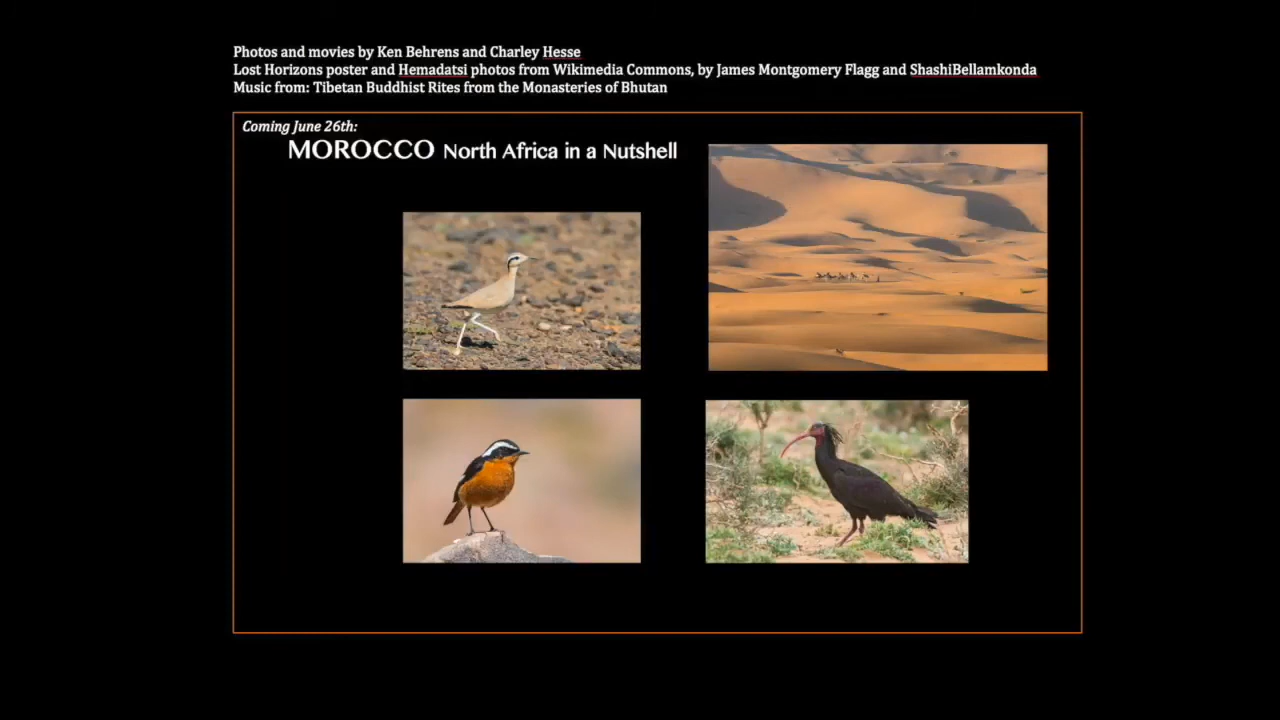 Photos and movies by Ken Behrens and Charley Hesse
Lost Horizons poster and Hemadatsi photos from Wikimedia Commons, by James Montgomery Flagg and ShashiBellamkonda
Music from: Tibetan Buddhist Rites from the Monasteries of Bhutan
Coming June 26th:
MOROCCO North Africa in a Nutshell